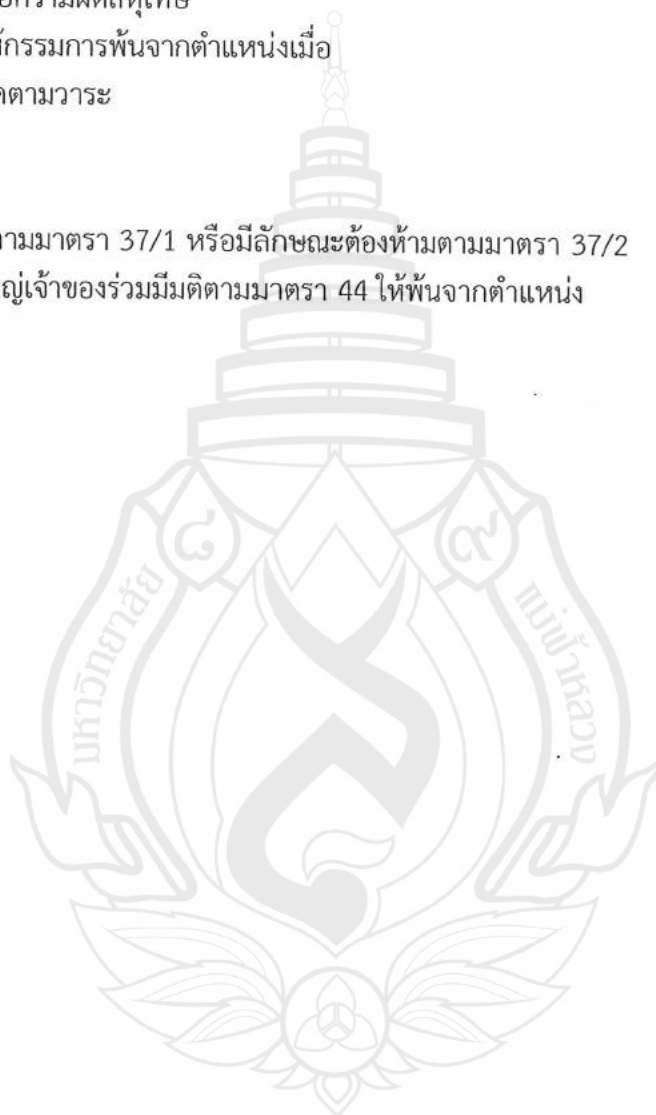 ให้กรรมการพ้นจากตำแหน่งเมื่อ
ตามวาระ
ตามมาตรา 37/1 หรือมีลักษณะต้องห้ามตามมาตรา 37/2
ญ่เจ้าของร่วมมีมติตามมาตรา 44 ให้พ้นจากตำแหน่ง
๘ ๙
มหาวิทยาลัย แม่ฟ้าหลวง